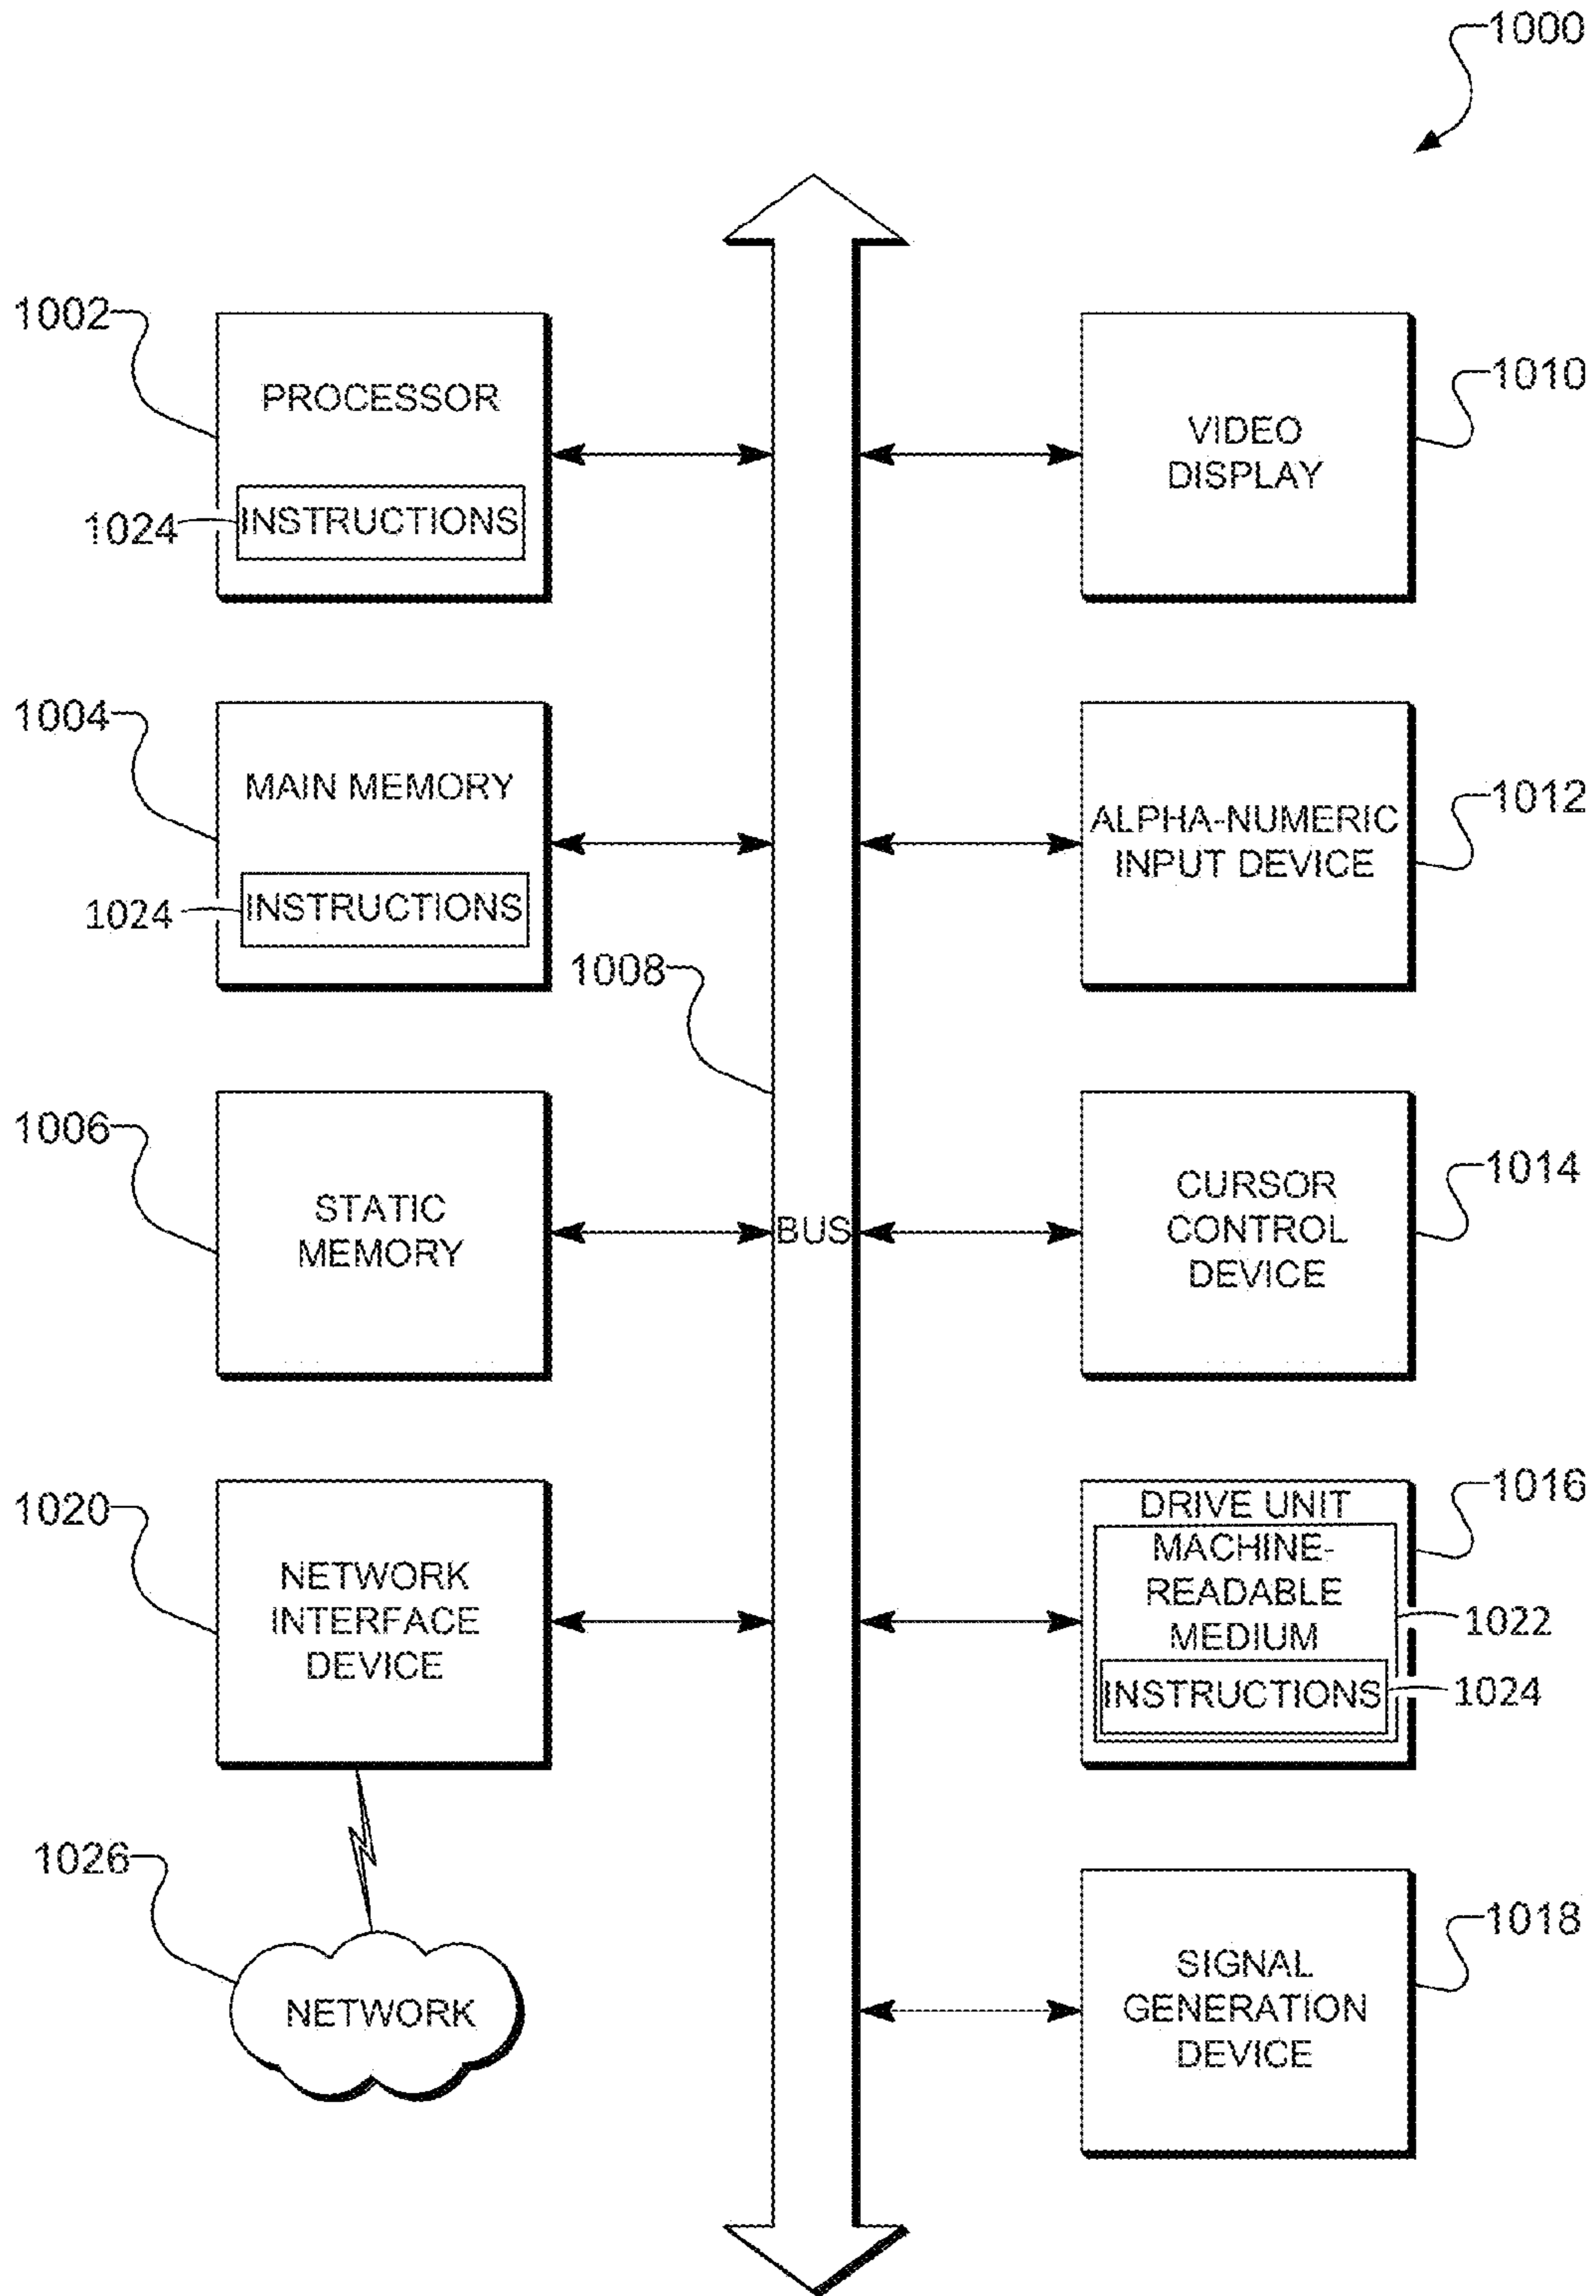 1000
1002
PROCESSOR
1024
INSTRUCTIONS
1010
VIDEO
DISPLAY
1004
MAIN MEMORY
1024
INSTRUCTIONS
1012
ALPHA-NUMERIC
INPUT DEVICE
1008
BUS
1006
STATIC
MEMORY
1014
CURSOR
CONTROL
DEVICE
1020
NETWORK
INTERFACE
DEVICE
1016
DRIVE UNIT
MACHINE-
READABLE
MEDIUM
1022
INSTRUCTIONS
1024
1026
NETWORK
1018
SIGNAL
GENERATION
DEVICE